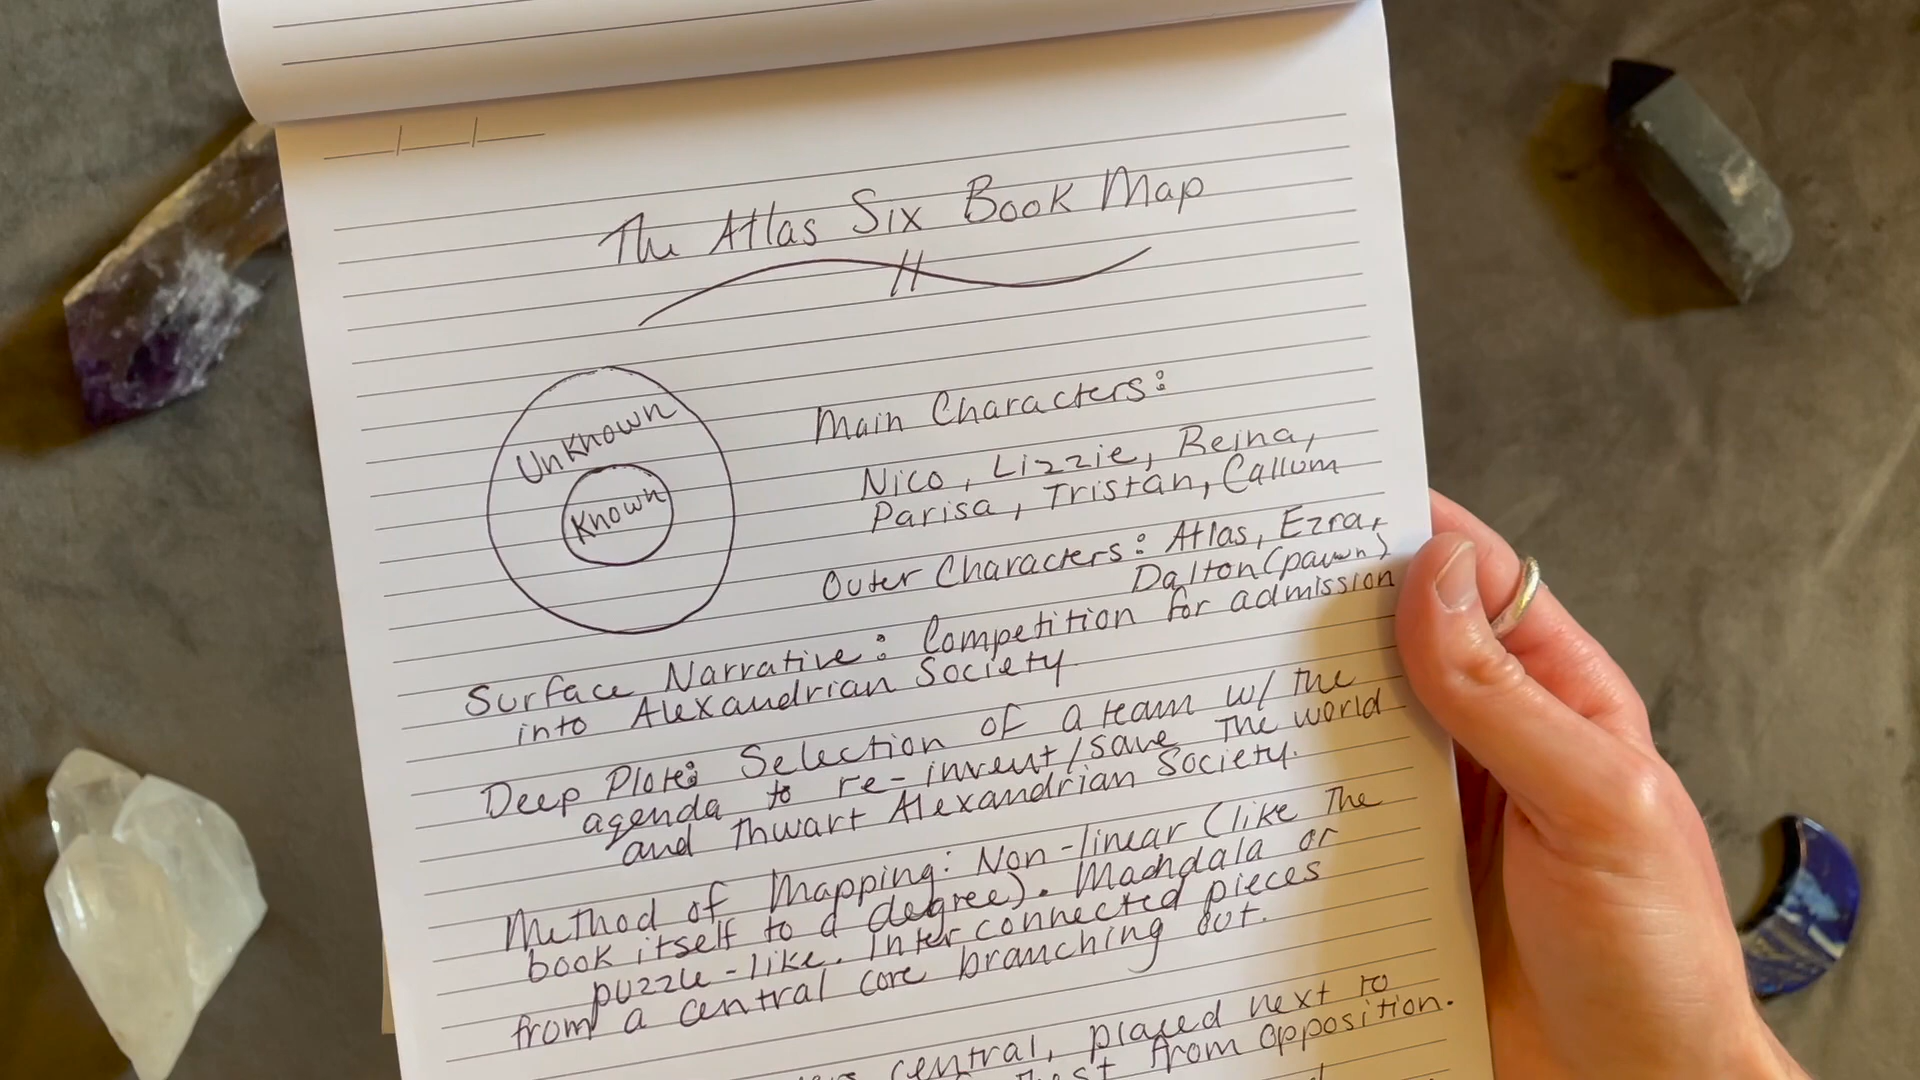 The Atlas Six Book Map
Unknown
Known
Main Characters:
Nico, Lizzie, Reina,
Parisa, Tristan, Callum
Outer Characters: Atlas, Ezra,
Dalton (pawn)
Surface Narrative: Competition for admission
into Alexandrian Society.
Deep Plot: Selection of a team w/ the
agenda to re-invent/save the world
and thwart Alexandrian Society.
Method of Mapping: Non-linear (like the
book itself to a degree). Machdala or
puzzle-like. Interconnected pieces
from a central core branching out.
central, placed next to
from opposition.